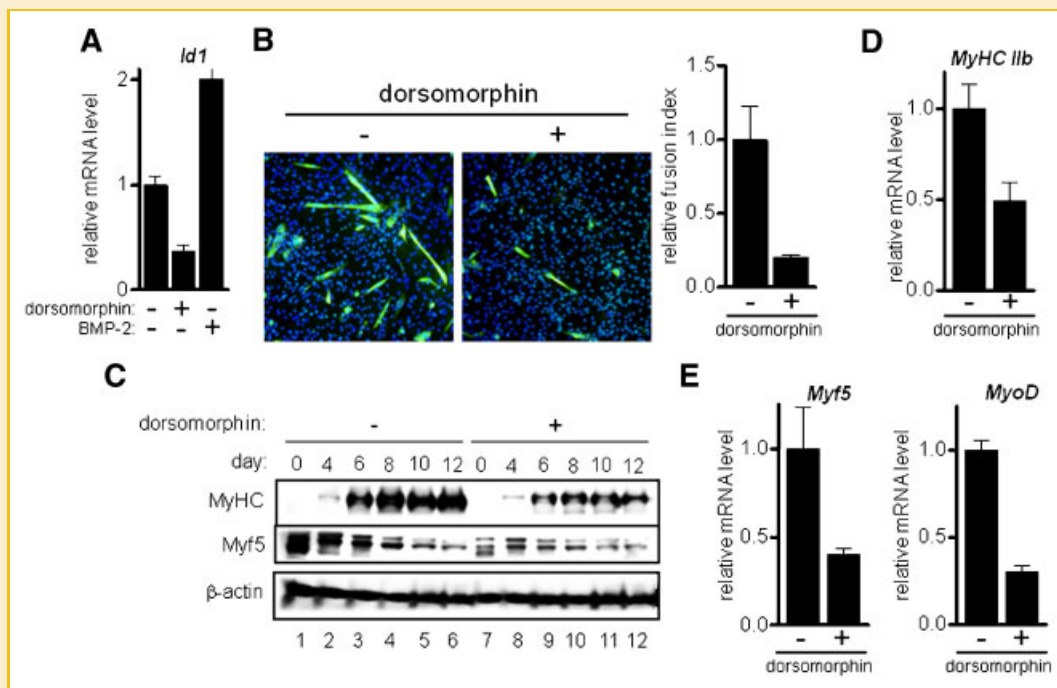 A
Id1
relative mRNA level
2
1
0
dorsomorphin: - + -
BMP-2: - - +
B
dorsomorphin
- +
relative fusion index
1.0
0.5
0.0
- +
dorsomorphin
C
dorsomorphin: - +
day: 0 4 6 8 10 12 0 4 6 8 10 12
MyHC
Myf5
β-actin
1 2 3 4 5 6 7 8 9 10 11 12
D
MyHC IIb
relative mRNA level
1.0
0.5
0.0
- +
dorsomorphin
E
Myf5
relative mRNA level
1.0
0.5
0.0
- +
dorsomorphin
MyoD
relative mRNA level
1.0
0.5
0.0
- +
dorsomorphin